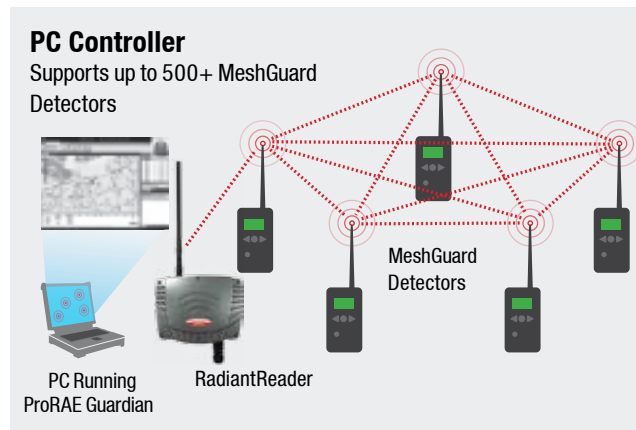 PC Controller
Supports up to 500+ MeshGuard
Detectors
MeshGuard
Detectors
PC Running
ProRAE Guardian
RadiantReader